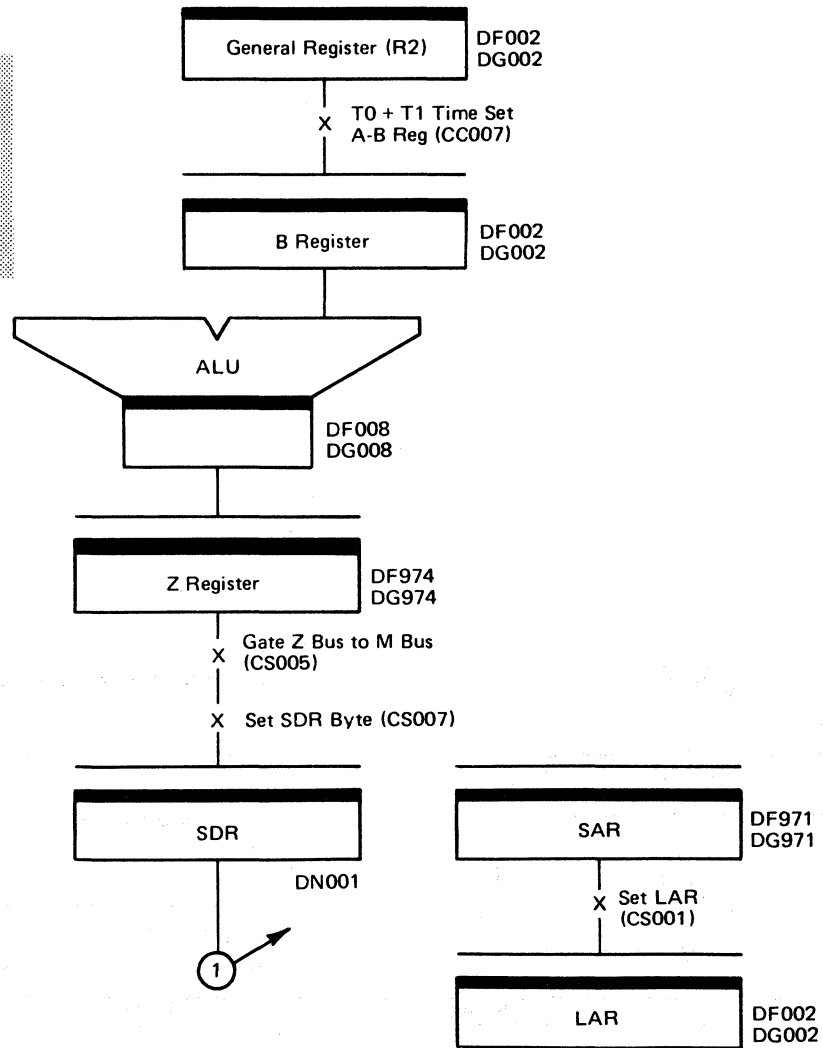 General Register (R2)
DF002
DG002
X T0 + T1 Time Set
A-B Reg (CC007)
B Register
DF002
DG002
ALU
DF008
DG008
Z Register
DF974
DG974
X Gate Z Bus to M Bus
(CS005)
X Set SDR Byte (CS007)
SDR
DN001
1
SAR
DF971
DG971
X Set LAR
(CS001)
LAR
DF002
DG002